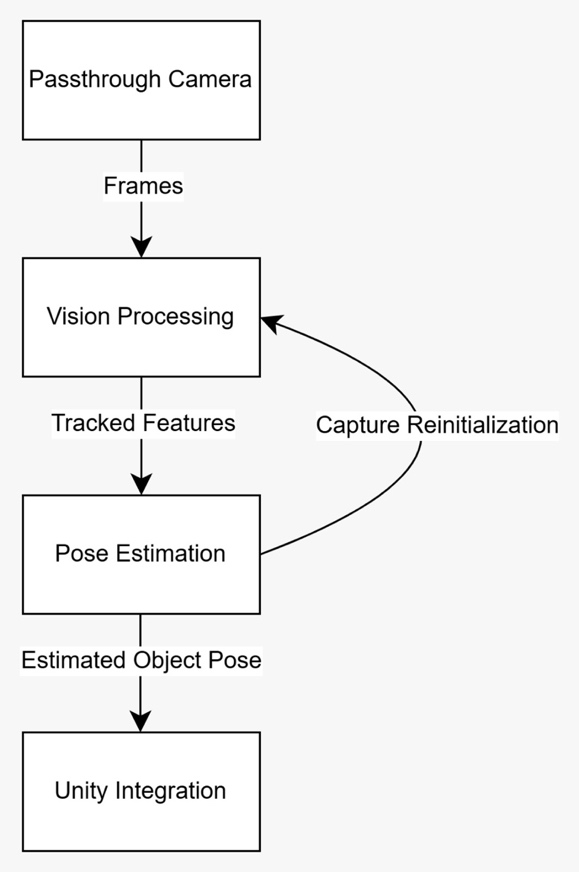 Passthrough Camera
Frames
Vision Processing
Tracked Features
Capture Reinitialization
Pose Estimation
Estimated Object Pose
Unity Integration